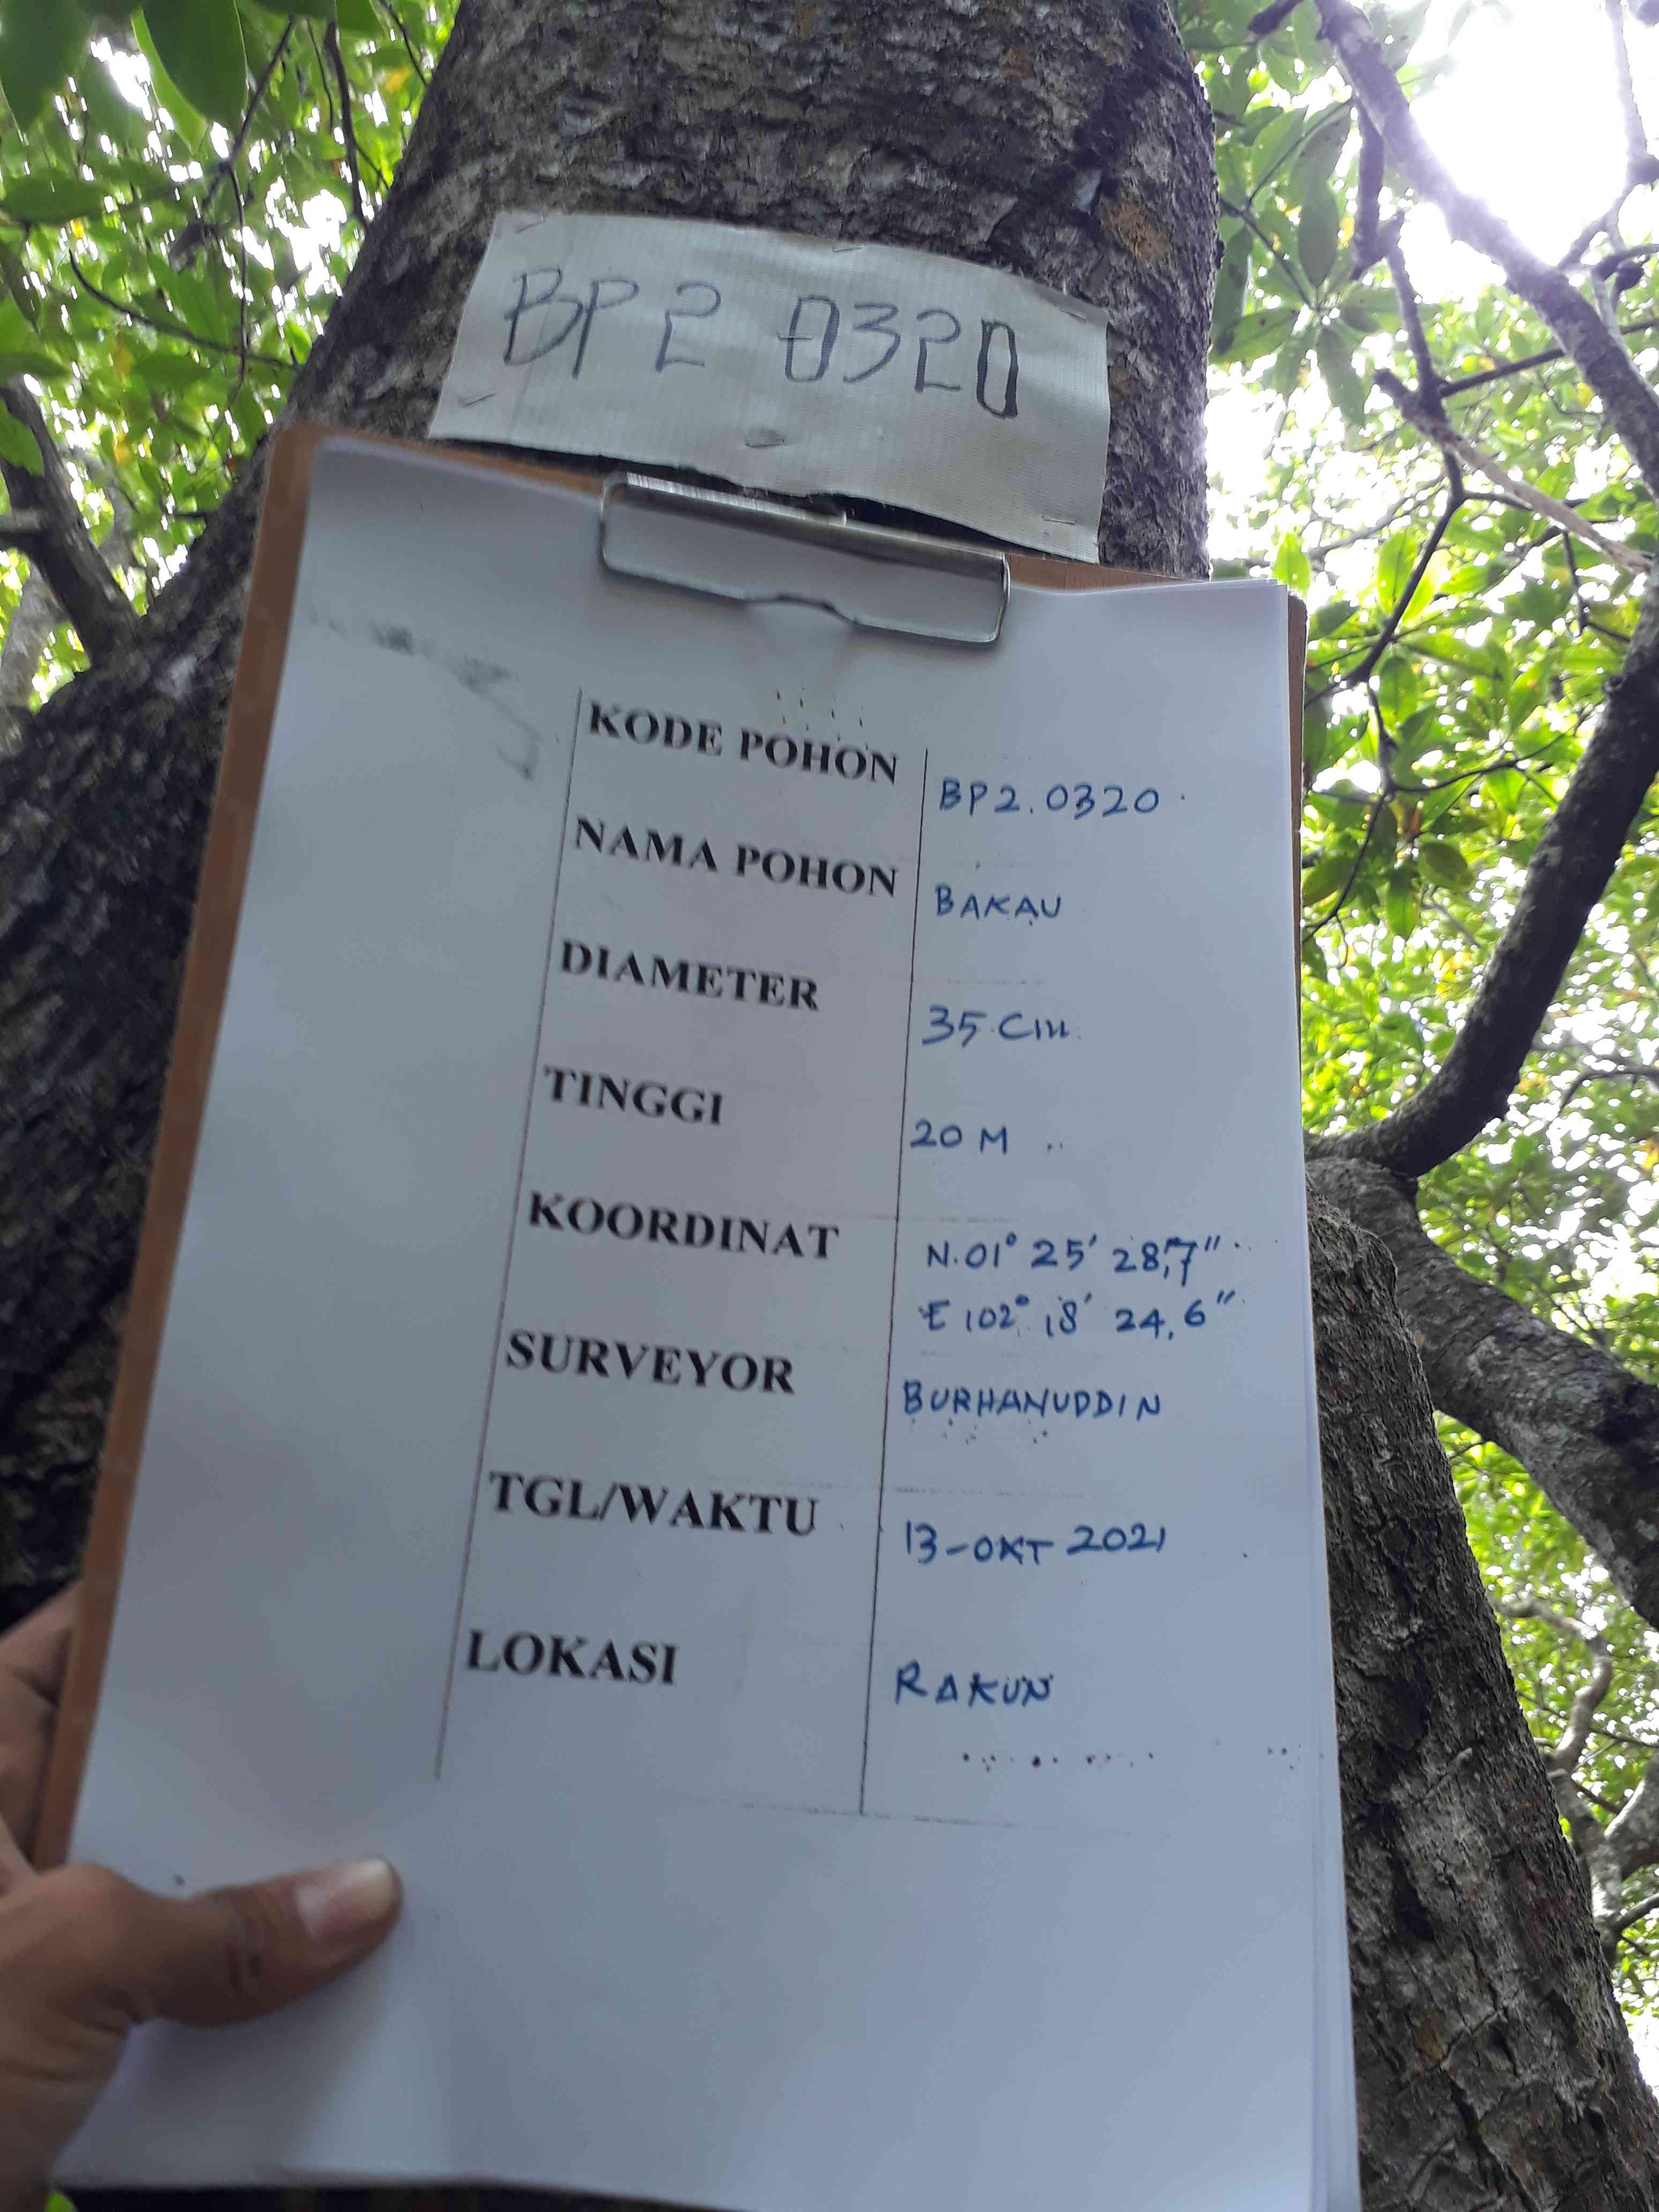 BP2 0320
KODE POHON BP2.0320
NAMA POHON BAKAU
DIAMETER 35 cm
TINGGI 20 M
KOORDINAT N.01° 25' 28,7"
E 102° 18' 24,6"
SURVEYOR BURHANUDDIN
TGL/WAKTU 13-OKT 2021
LOKASI RAKUN